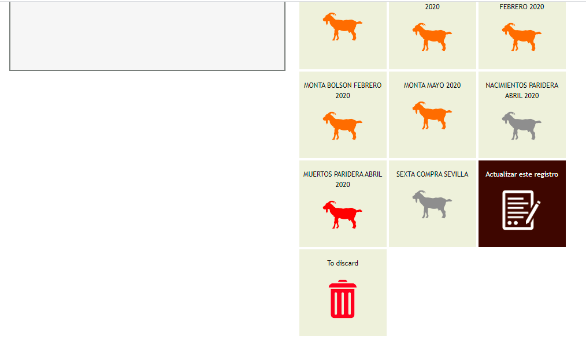 2020
FEBRERO 2020
MONTA BOLSON FEBRERO
2020
MONTA MAYO 2020
NACIMIENTOS PARIDERA
ABRIL 2020
MUERTOS PARIDERA ABRIL
2020
SEXTA COMPRA SEVILLA
Actualizar este registro
To discard